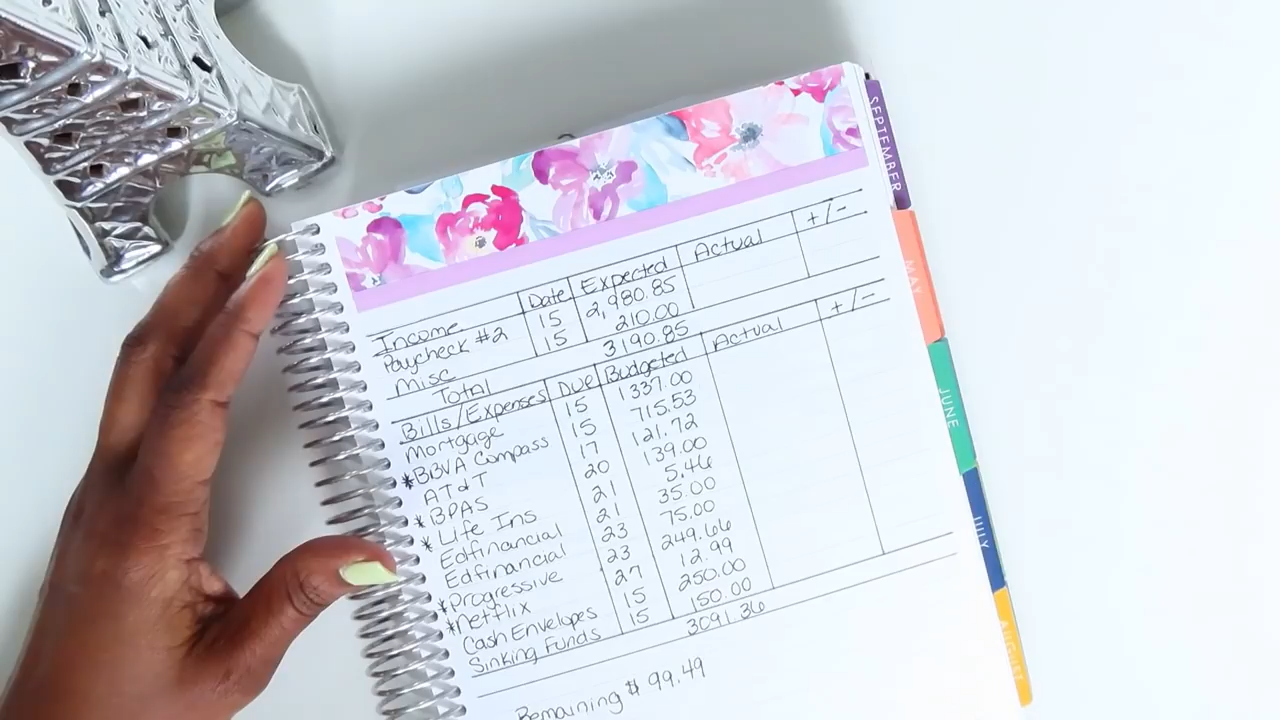 Income Date Expected Actual +/-
Paycheck #2 15 2,980.85
Misc 15 210.00
Total 3190.85
Bills/Expenses Due Budgeted Actual +/-
Mortgage 15 1337.00
*BBVA Compass 15 715.53
AT&T 17 121.72
*BPAS 20 139.00
*Life Ins 21 5.46
Edfinancial 21 35.00
Edfinancial 23 75.00
*Progressive 23 249.66
*Netflix 27 12.99
Cash Envelopes 15 250.00
Sinking Funds 15 150.00
3091.36
Remaining $ 99.49
SEPTEMBER
MAY
JUNE
JULY
AUGUST